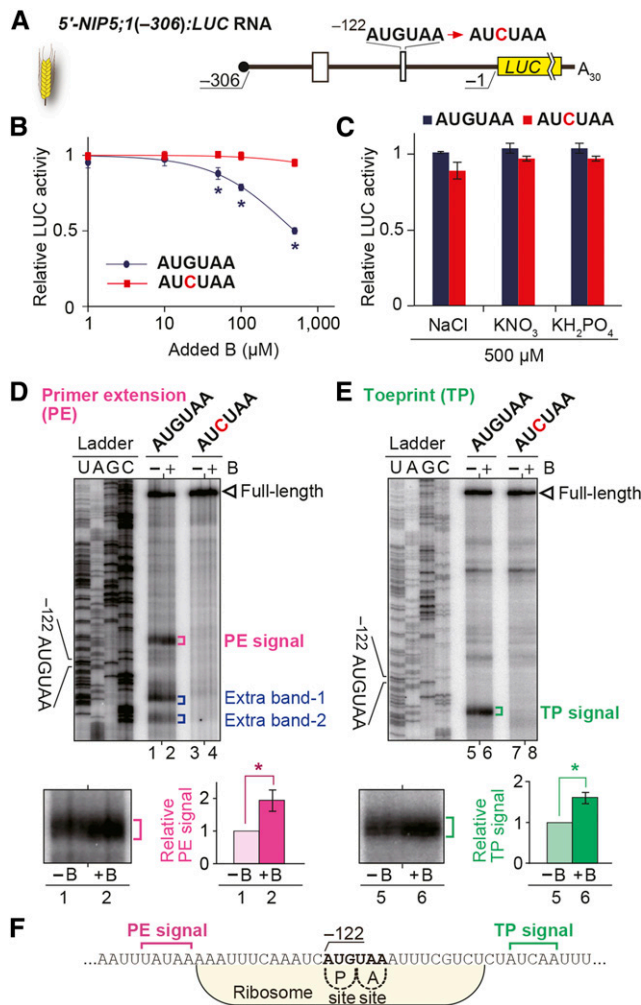 A 5'-NIP5;1(–306):LUC RNA
–122 AUGUAA → AUCUAA
–306
–1
LUC
A30
B
Relative LUC activiy
1
0.5
0
AUGUAA
AUCUAA
* * *
1 10 100 1,000
Added B (µM)
C
AUGUAA AUCUAA
Relative LUC activiy
1
0.5
0
NaCl KNO3 KH2PO4
500 µM
D Primer extension (PE)
AUGUAA AUCUAA
Ladder
U A G C – + – + B
Full-length
–122 AUGUAA
PE signal
Extra band-1
Extra band-2
1 2 3 4
–B +B
1 2
Relative PE signal
2
1
0
*
–B +B
1 2
E Toeprint (TP)
AUGUAA AUCUAA
Ladder
U A G C – + – + B
Full-length
–122 AUGUAA
TP signal
5 6 7 8
–B +B
5 6
Relative TP signal
2
1
0
*
–B +B
5 6
F
PE signal –122 TP signal
...AAUUUAUAAAAAUUUCAAAUCAUGUAAAUUUCGUCUCUAUCAAUUU...
P A
Ribosome site site